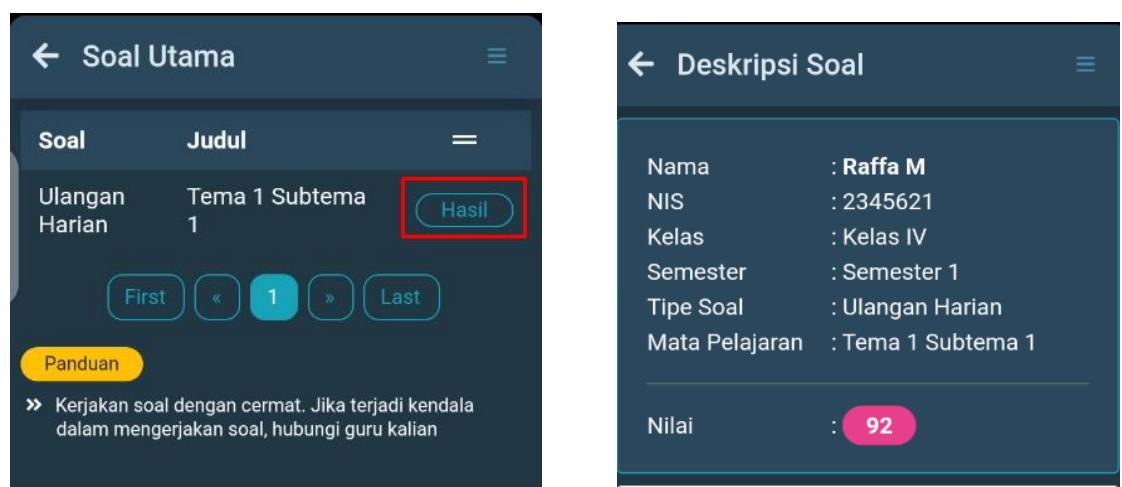 Soal Utama
Soal Judul
Ulangan Harian Tema 1 Subtema 1 Hasil
First « 1 » Last
Panduan
» Kerjakan soal dengan cermat. Jika terjadi kendala
dalam mengerjakan soal, hubungi guru kalian
Deskripsi Soal
Nama : Raffa M
NIS : 2345621
Kelas : Kelas IV
Semester : Semester 1
Tipe Soal : Ulangan Harian
Mata Pelajaran : Tema 1 Subtema 1
Nilai : 92